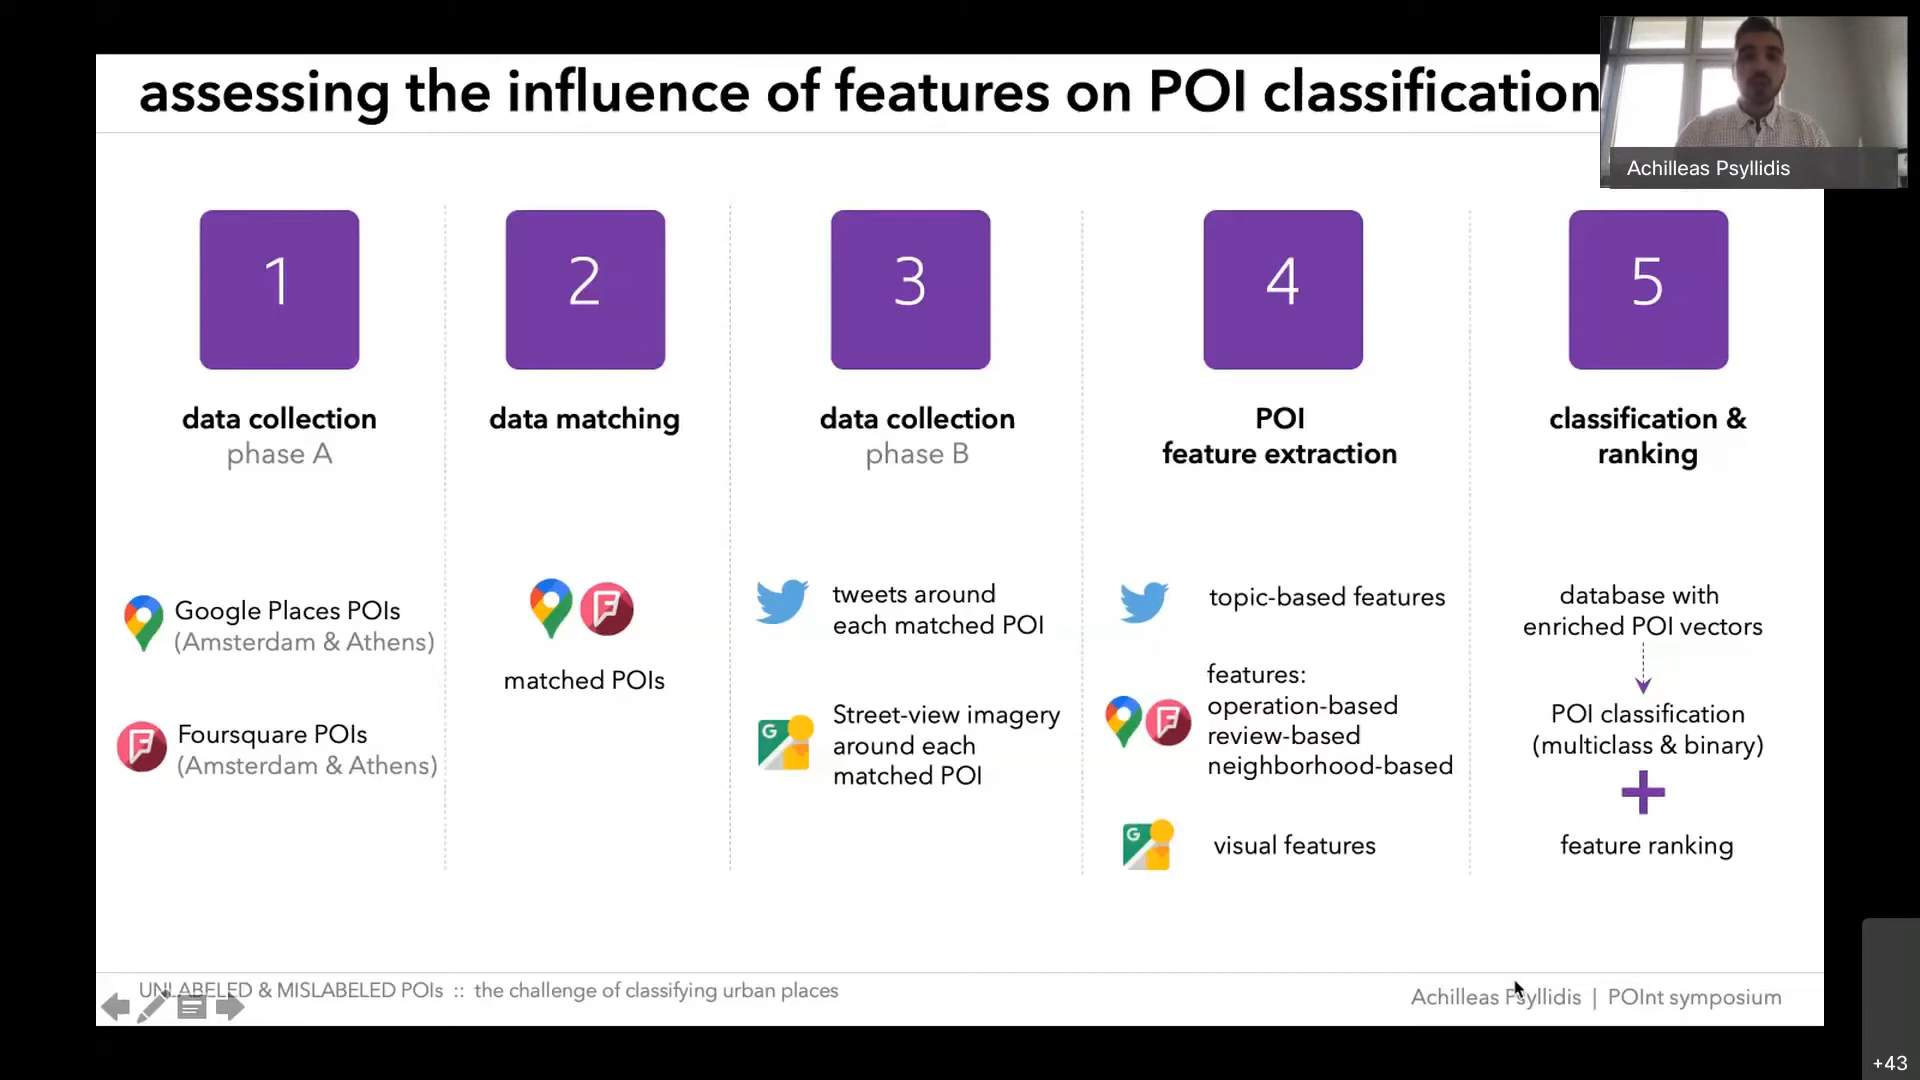 assessing the influence of features on POI classification
Achilleas Psyllidis
1
data collection
phase A
Google Places POIs
(Amsterdam & Athens)
Foursquare POIs
(Amsterdam & Athens)
2
data matching
matched POIs
3
data collection
phase B
tweets around
each matched POI
G
Street-view imagery
around each
matched POI
4
POI
feature extraction
topic-based features
features:
operation-based
review-based
neighborhood-based
G
visual features
5
classification &
ranking
database with
enriched POI vectors
POI classification
(multiclass & binary)
+
feature ranking
UNLABELED & MISLABELED POIs :: the challenge of classifying urban places
Achilleas Psyllidis | POInt symposium
+43